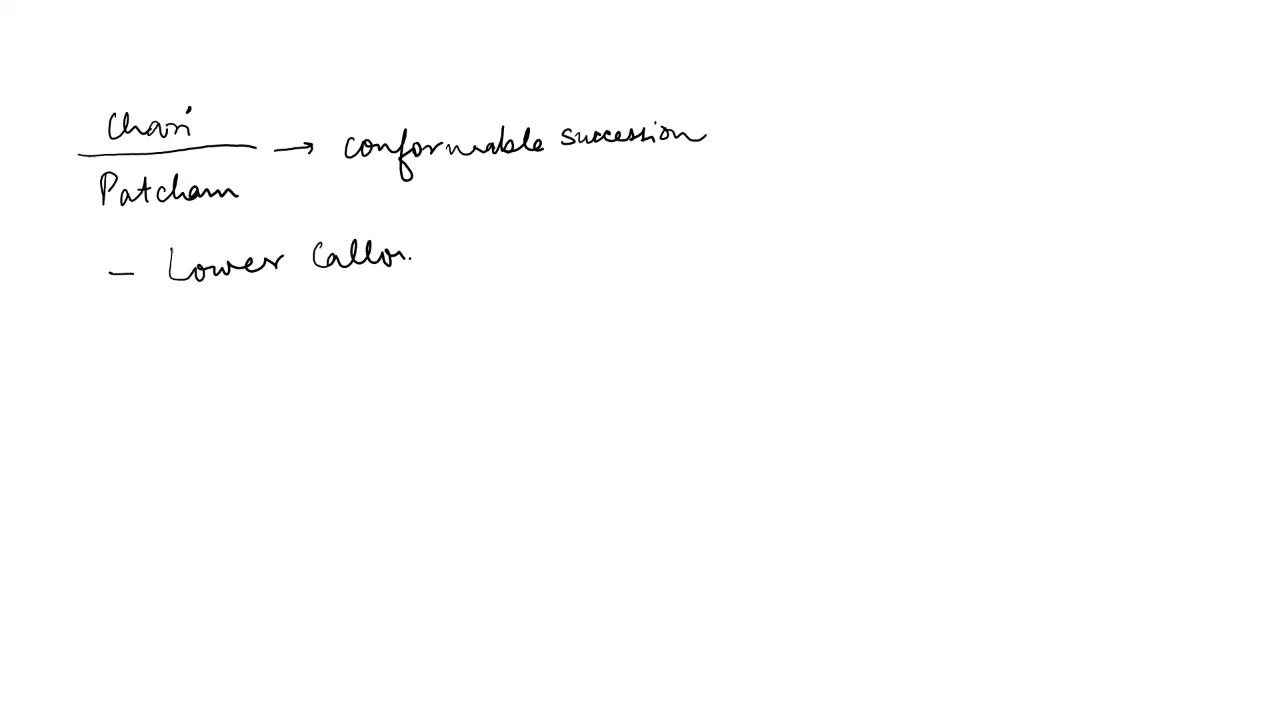 Chari → conformable succession
Patcham
- Lower Callov